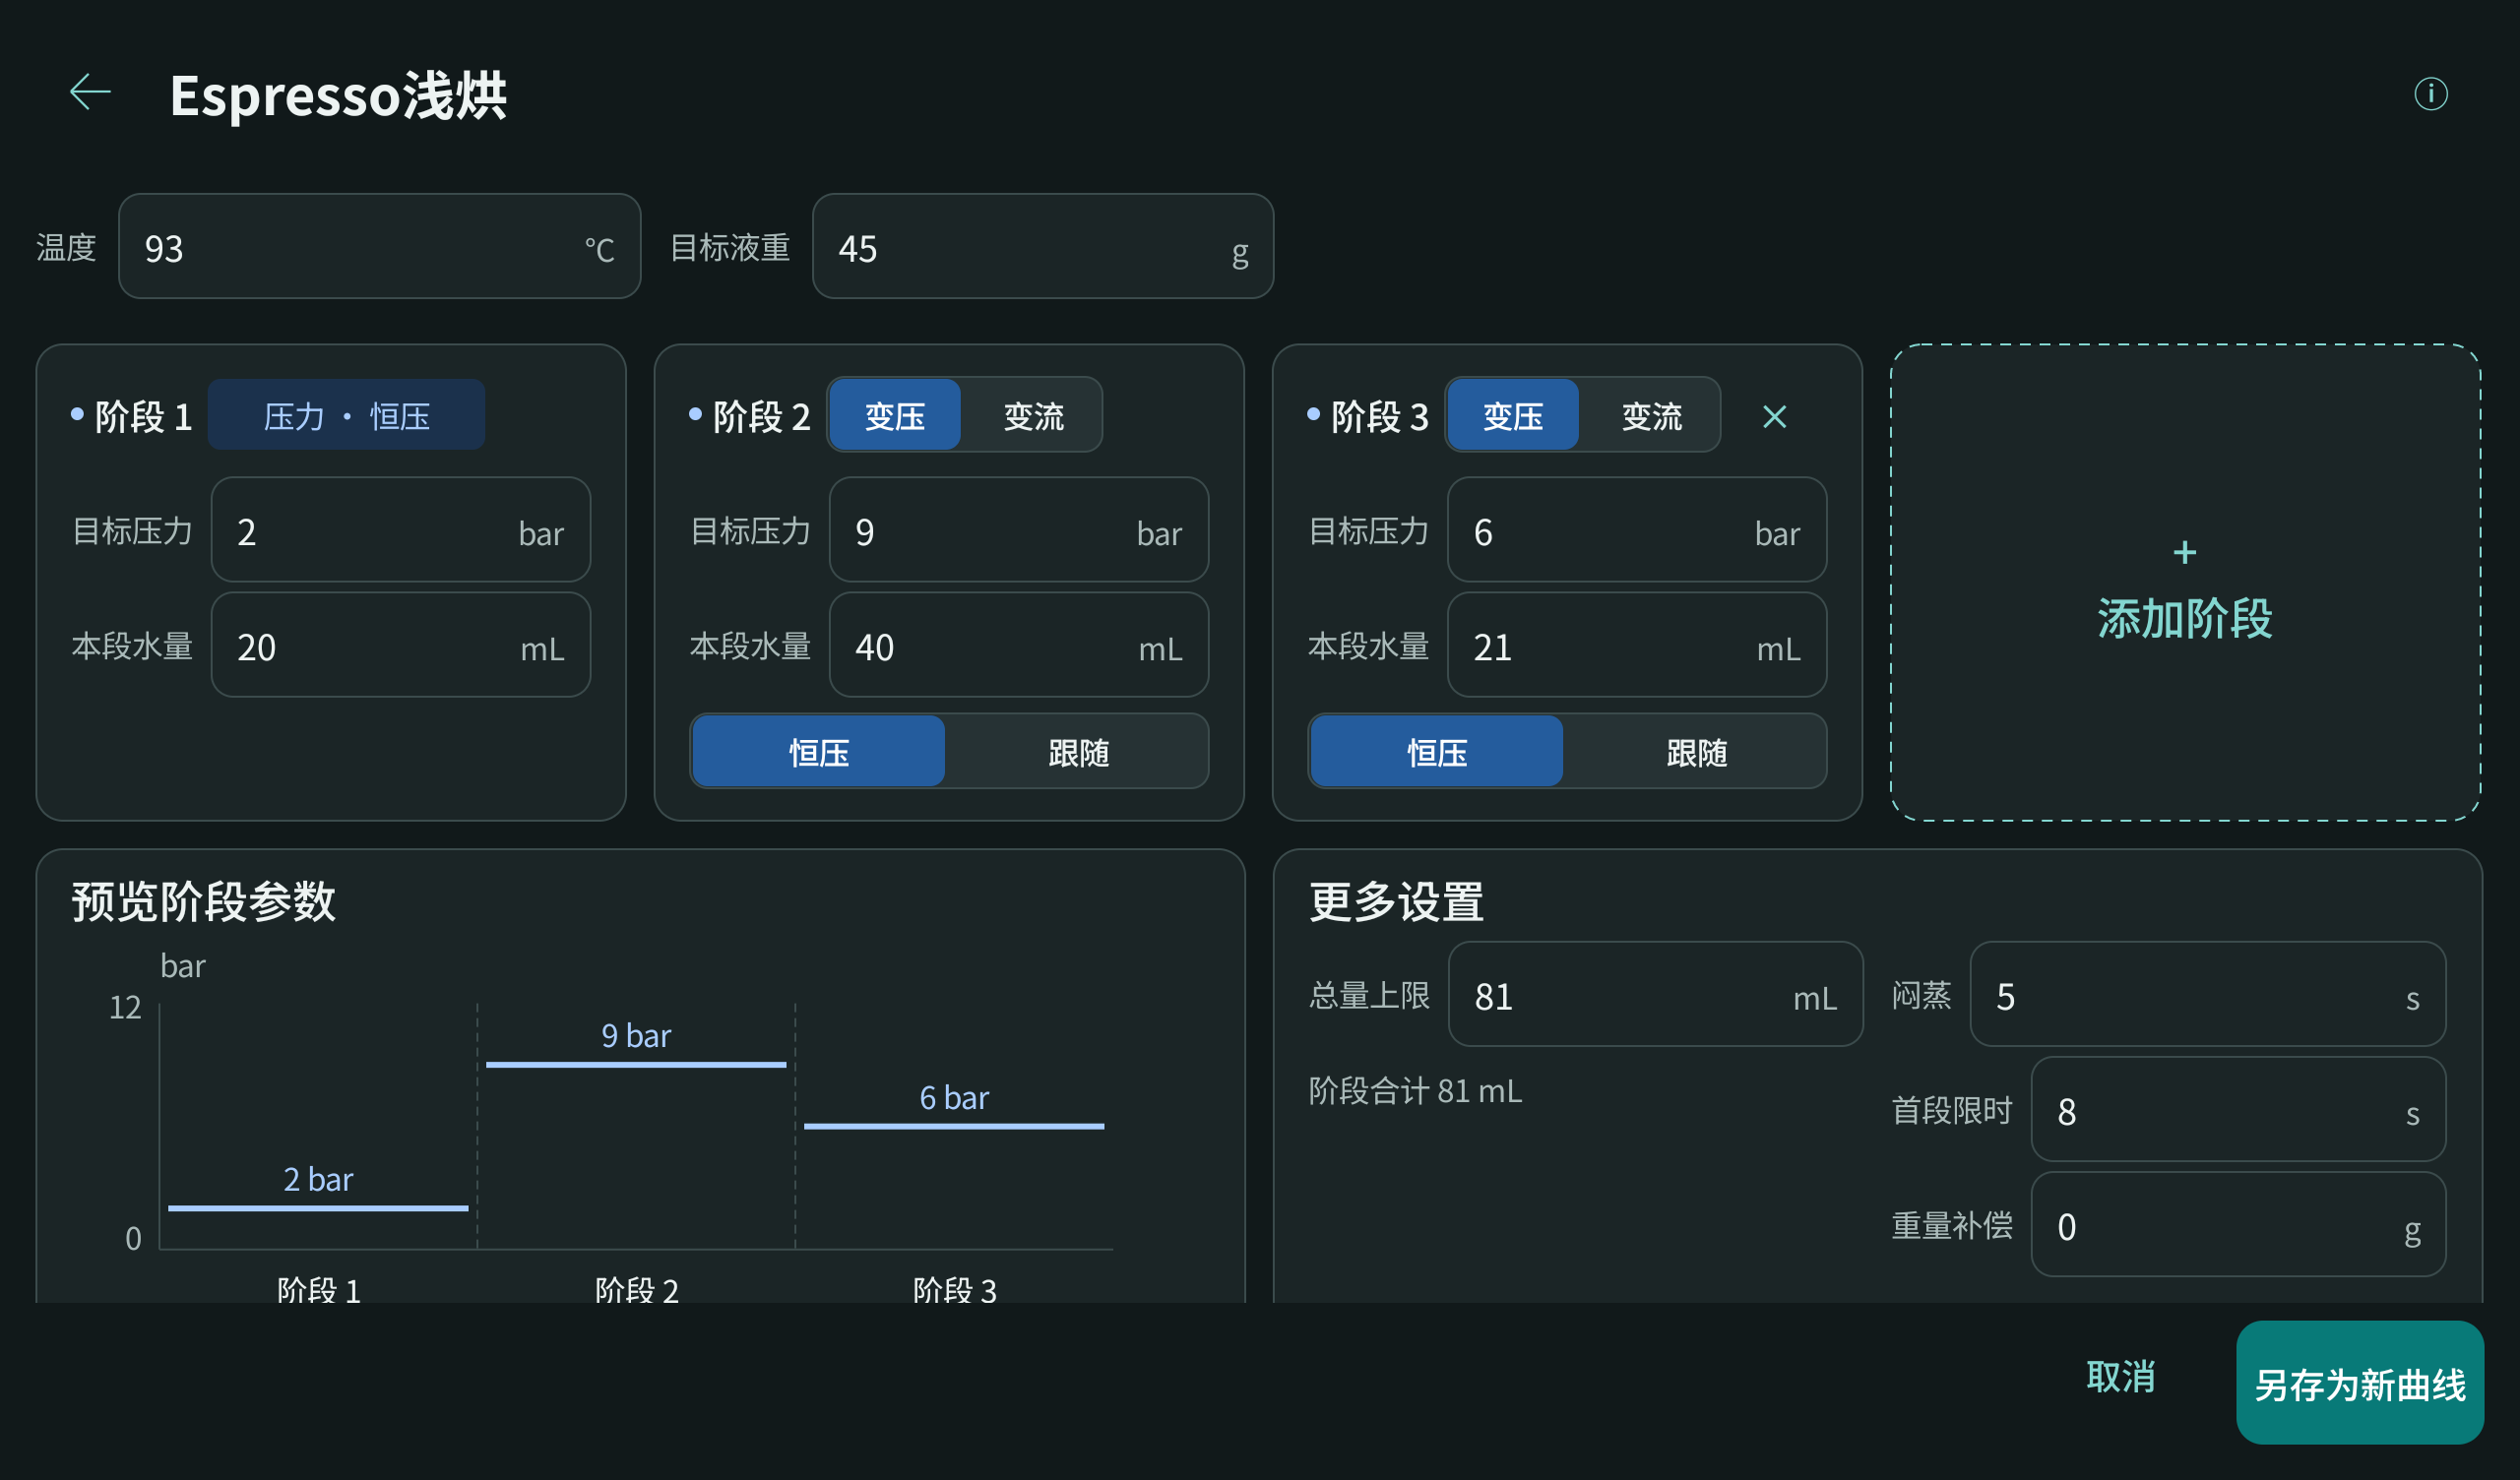 Espresso浅烘
温度 93 °C 目标液重 45 g
阶段 1 压力 · 恒压
目标压力 2 bar
本段水量 20 mL
阶段 2 变压 变流
目标压力 9 bar
本段水量 40 mL
恒压 跟随
阶段 3 变压 变流
目标压力 6 bar
本段水量 21 mL
恒压 跟随
+
添加阶段
预览阶段参数
bar
12
9 bar
6 bar
2 bar
0
阶段 1 阶段 2 阶段 3
更多设置
总量上限 81 mL 闷蒸 5 s
阶段合计 81 mL
首段限时 8 s
重量补偿 0 g
取消 另存为新曲线